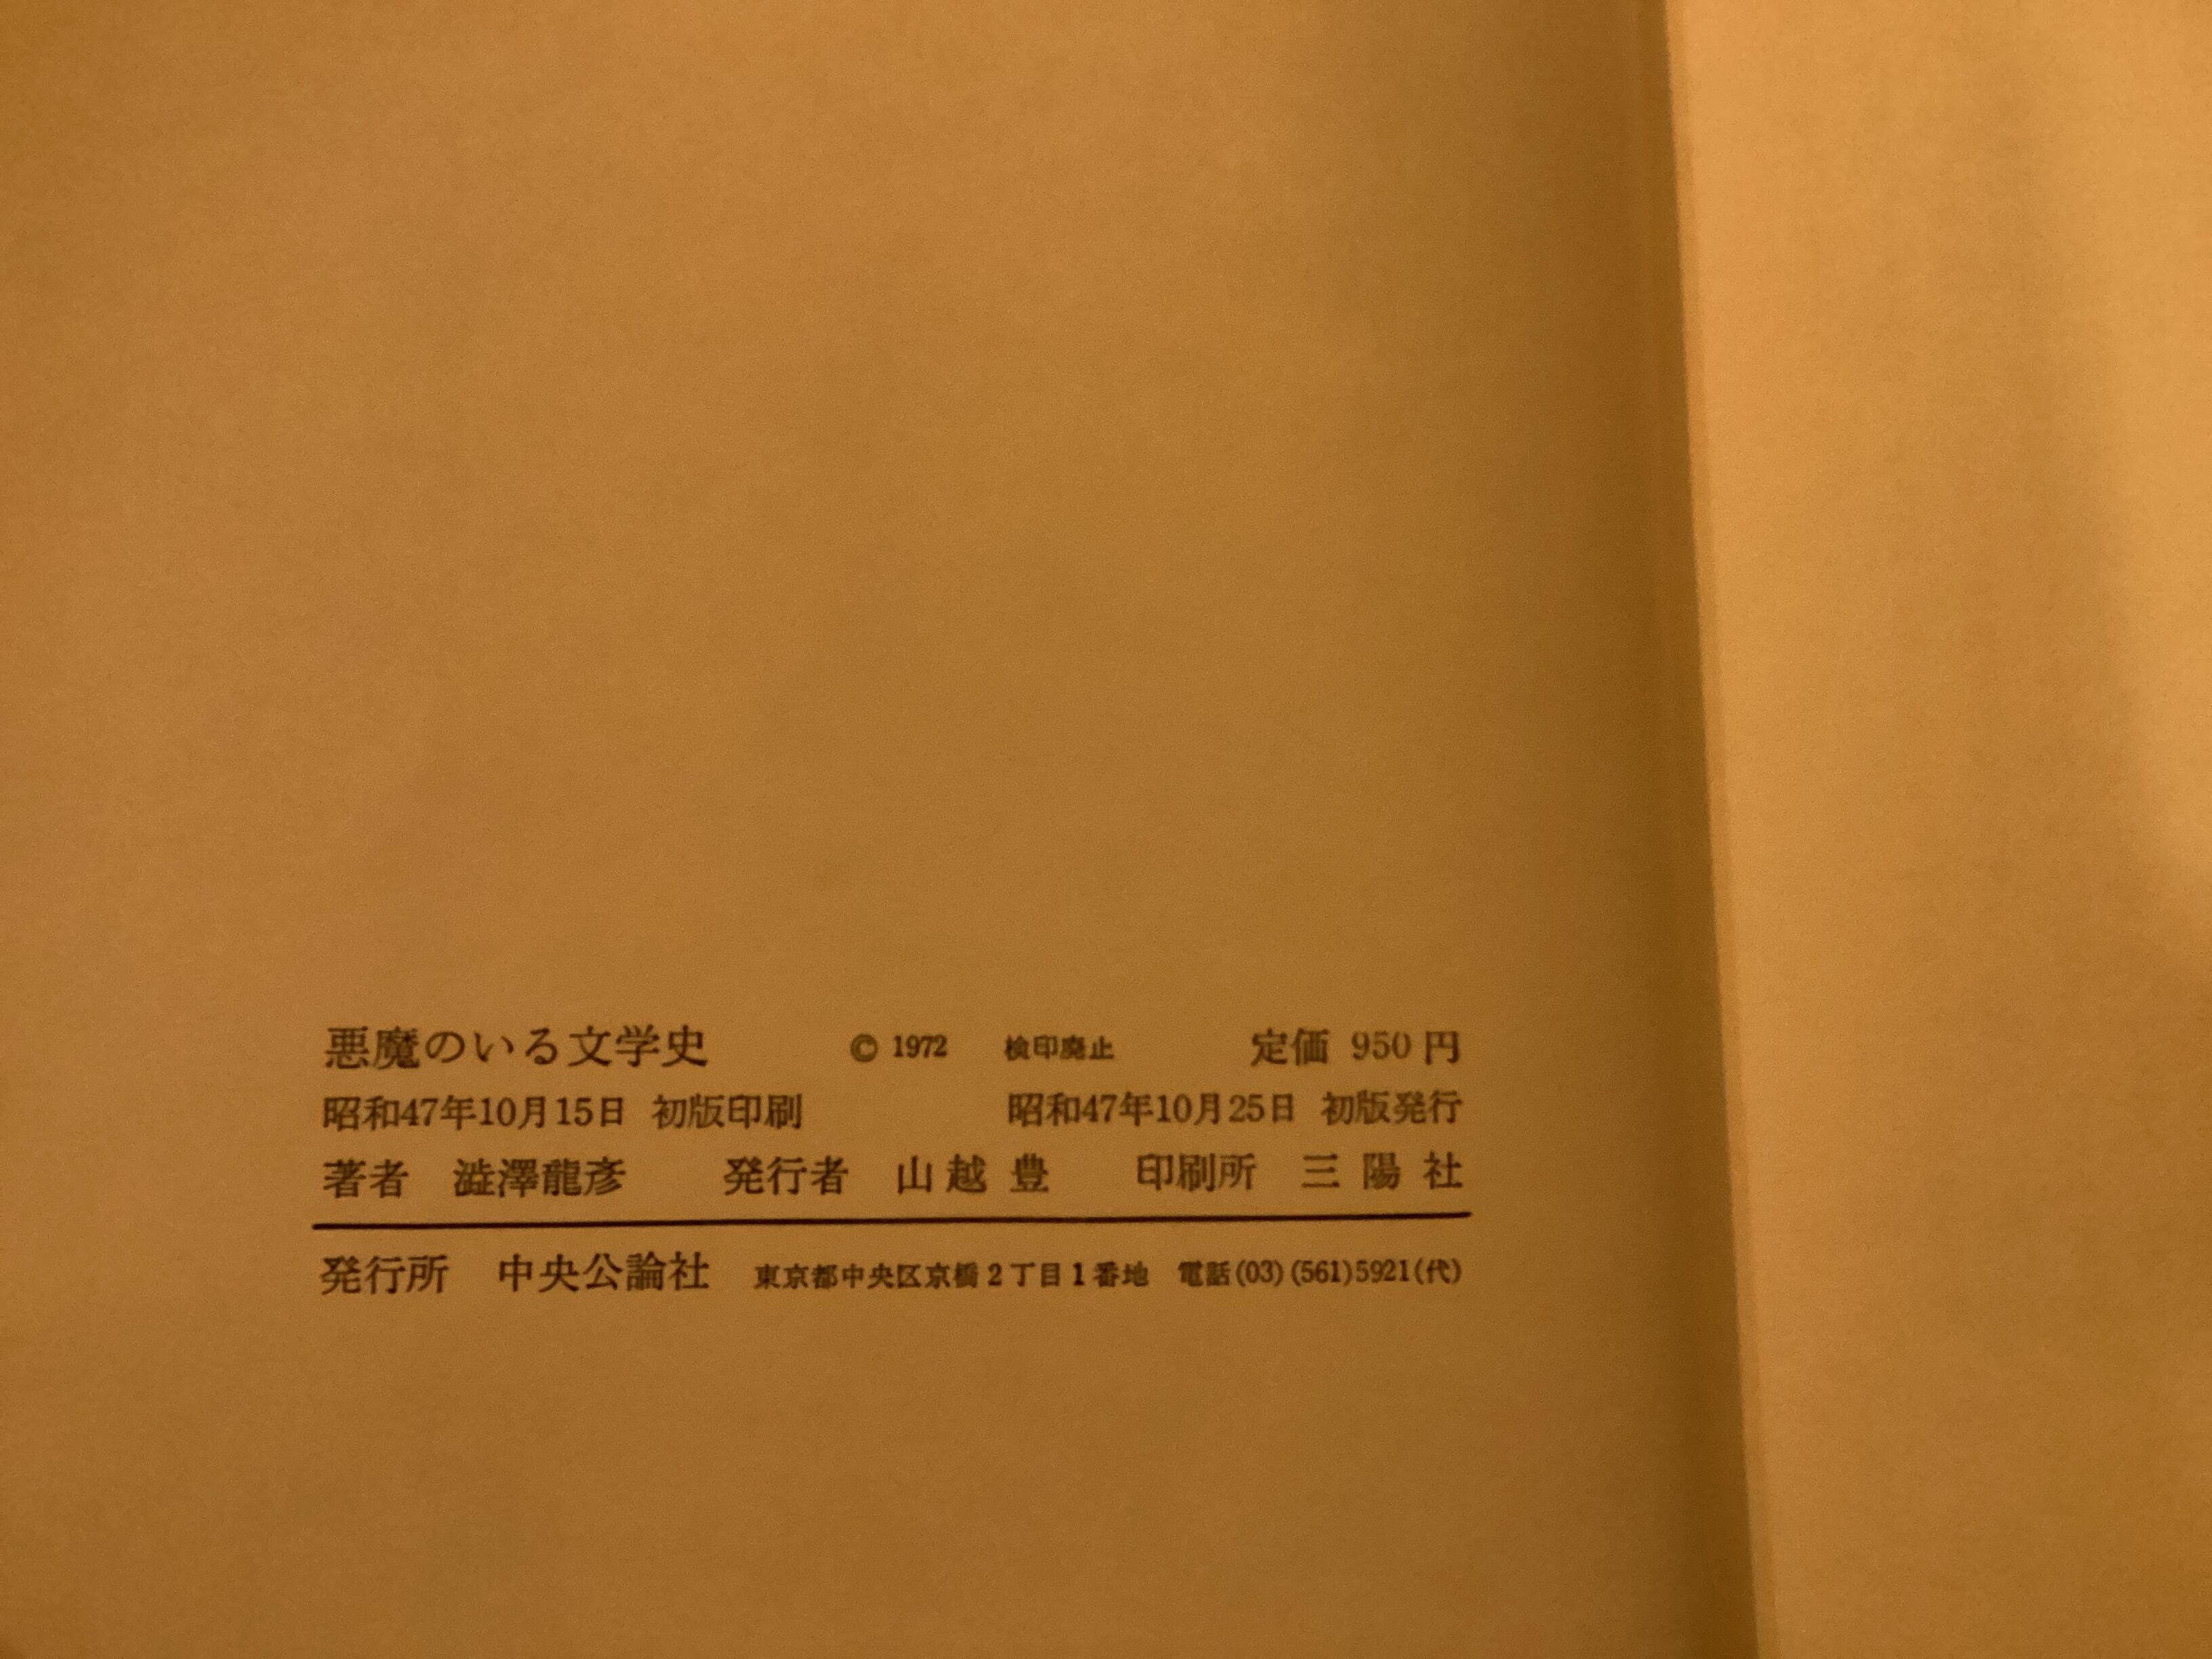 悪魔のいる文学史 © 1972 検印廃止 定価 950円
昭和47年10月15日 初版印刷 昭和47年10月25日 初版発行
著者 澁澤龍彥 発行者 山越豊 印刷所 三陽社
発行所 中央公論社 東京都中央区京橋2丁目1番地 電話(03)(561)5921(代)